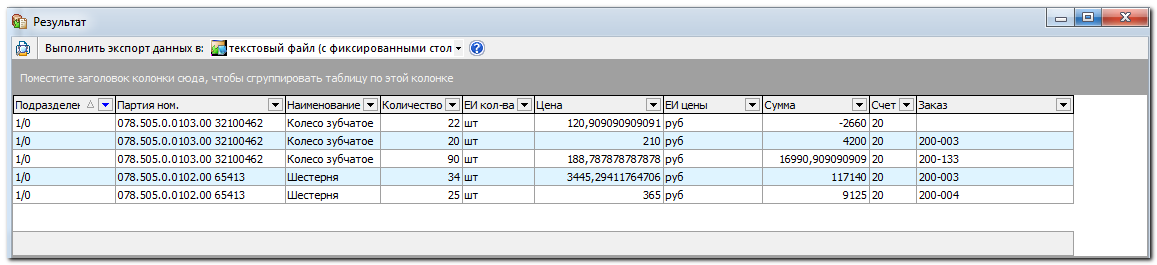 Результат
Выполнить экспорт данных в: текстовый файл (с фиксированными стол
Поместите заголовок колонки сюда, чтобы сгруппировать таблицу по этой колонке
Подразделен Партия ном. Наименование Количество ЕИ кол-ва Цена ЕИ цены Сумма Счет Заказ
1/0 078.505.0.0103.00 32100462 Колесо зубчатое 22 шт 120,909090909091 руб -2660 20
1/0 078.505.0.0103.00 32100462 Колесо зубчатое 20 шт 210 руб 4200 20 200-003
1/0 078.505.0.0103.00 32100462 Колесо зубчатое 90 шт 188,787878787878 руб 16990,909090909 20 200-133
1/0 078.505.0.0102.00 65413 Шестерня 34 шт 3445,29411764706 руб 117140 20 200-003
1/0 078.505.0.0102.00 65413 Шестерня 25 шт 365 руб 9125 20 200-004